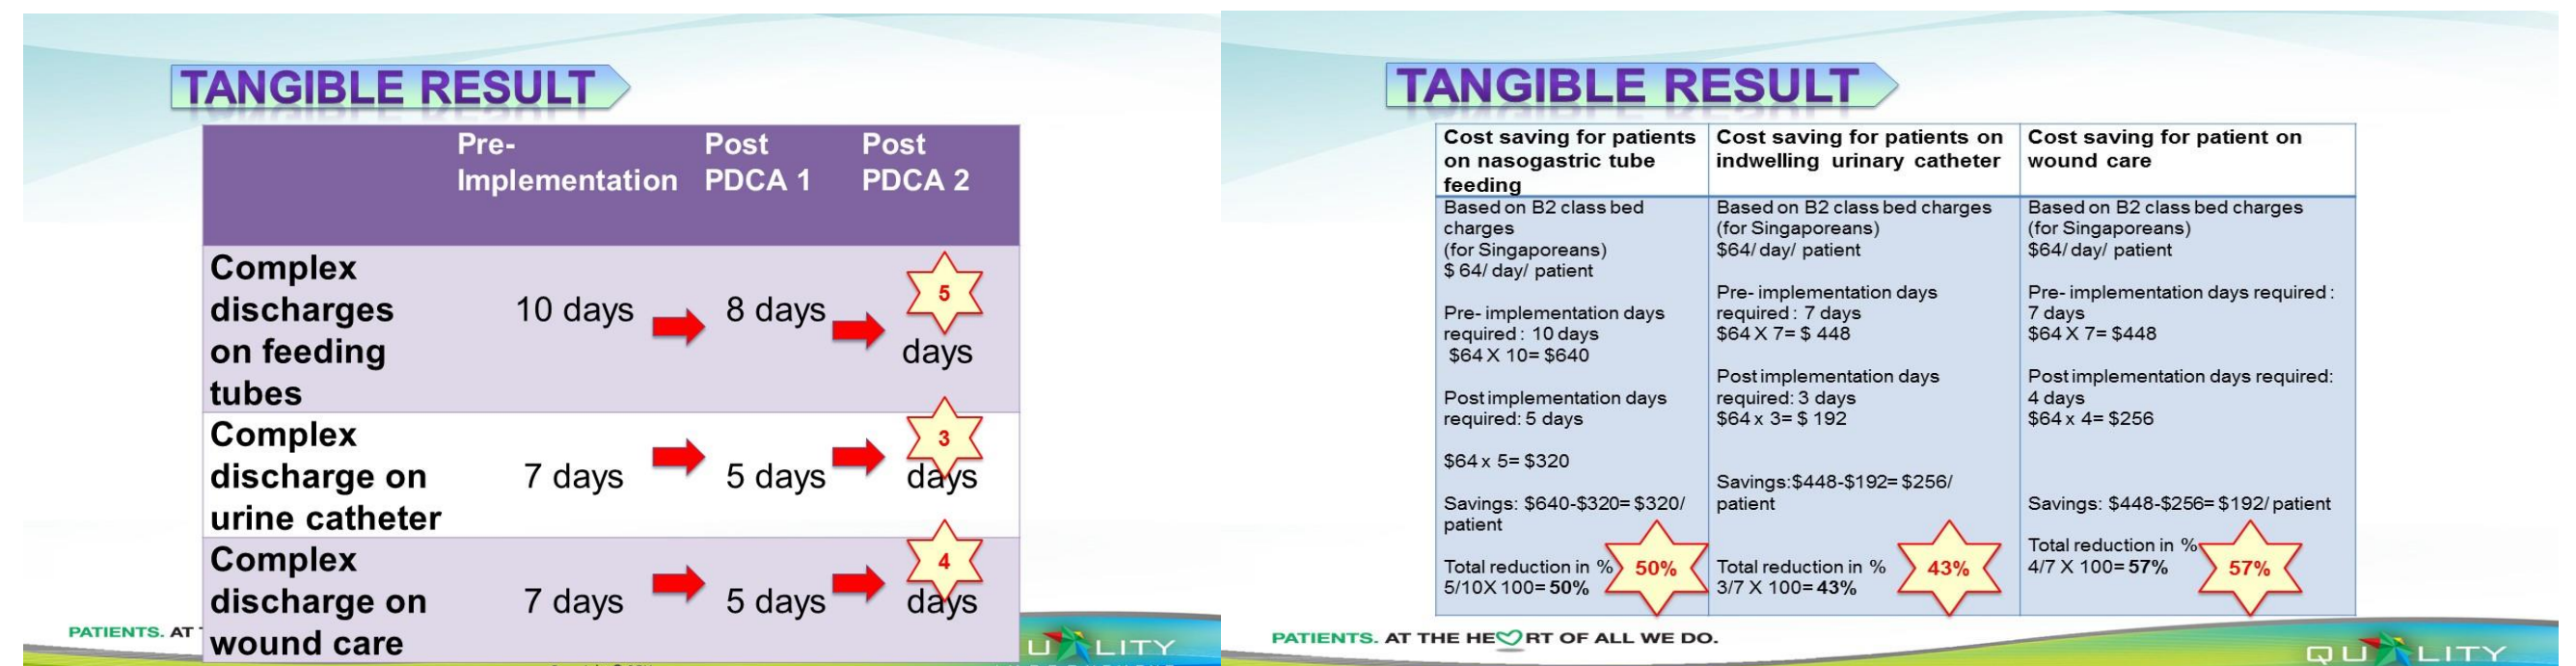 TANGIBLE RESULT
Pre-
Implementation
Post
PDCA 1
Post
PDCA 2
Complex
discharges
on feeding
tubes
10 days
8 days
5
days
Complex
discharge on
urine catheter
7 days
5 days
3
days
Complex
discharge on
wound care
7 days
5 days
4
days
PATIENTS. AT
QU LITY
TANGIBLE RESULT
Cost saving for patients
on nasogastric tube
feeding
Based on B2 class bed
charges
(for Singaporeans)
$ 64/ day/ patient
Pre- implementation days
required : 10 days
$64 X 10= $640
Post implementation days
required: 5 days
$64 x 5= $320
Savings: $640-$320= $320/
patient
Total reduction in %
5/10X 100= 50%
50%
Cost saving for patients on
indwelling urinary catheter
Based on B2 class bed charges
(for Singaporeans)
$64/ day/ patient
Pre- implementation days
required : 7 days
$64 X 7= $ 448
Post implementation days
required: 3 days
$64 x 3= $ 192
Savings:$448-$192= $256/
patient
Total reduction in %
3/7 X 100= 43%
43%
Cost saving for patient on
wound care
Based on B2 class bed charges
(for Singaporeans)
$64/ day/ patient
Pre- implementation days required :
7 days
$64 X 7= $448
Post implementation days required:
4 days
$64 x 4= $256
Savings: $448-$256= $192/ patient
Total reduction in %
4/7 X 100= 57%
57%
PATIENTS. AT THE HE RT OF ALL WE DO.
QU LITY